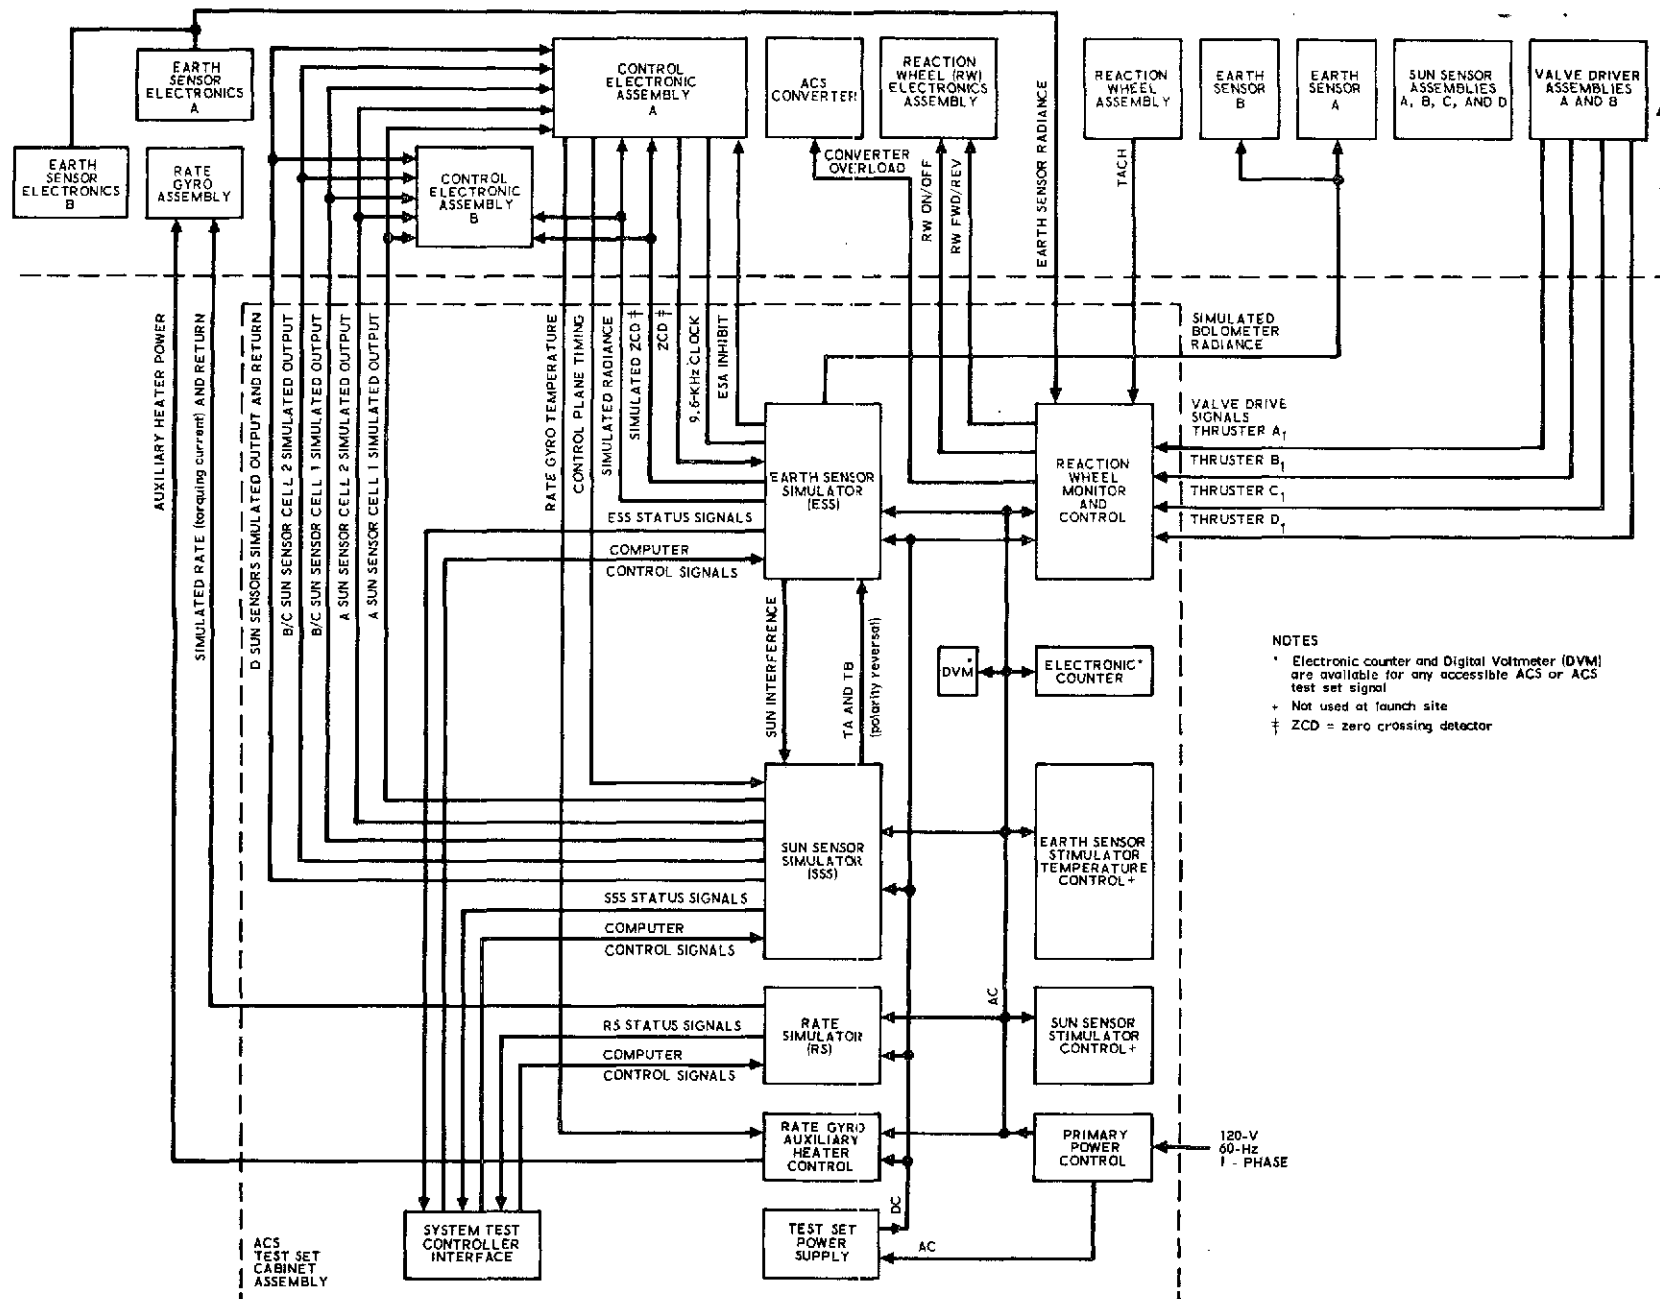 EARTH
SENSOR
ELECTRONICS
A
EARTH
SENSOR
ELECTRONICS
B
RATE
GYRO
ASSEMBLY
CONTROL
ELECTRONIC
ASSEMBLY
A
CONTROL
ELECTRONIC
ASSEMBLY
B
ACS
CONVERTER
REACTION
WHEEL (RW)
ELECTRONICS
ASSEMBLY
REACTION
WHEEL
ASSEMBLY
EARTH
SENSOR
B
EARTH
SENSOR
A
SUN SENSOR
ASSEMBLIES
A, B, C, AND D
VALVE DRIVER
ASSEMBLIES
A AND B
CONVERTER
OVERLOAD
RW ON/OFF
RW FWD/REV
EARTH SENSOR RADIANCE
TACH
AUXILIARY HEATER POWER
SIMULATED RATE (torquing current) AND RETURN
D SUN SENSORS SIMULATED OUTPUT AND RETURN
B/C SUN SENSOR CELL 2 SIMULATED OUTPUT
B/C SUN SENSOR CELL 1 SIMULATED OUTPUT
A SUN SENSOR CELL 2 SIMULATED OUTPUT
A SUN SENSOR CELL 1 SIMULATED OUTPUT
RATE GYRO TEMPERATURE
CONTROL PLANE TIMING
SIMULATED RADIANCE
SIMULATED ZCD ‡
ZCD ‡
9.6-KHz CLOCK
ESA INHIBIT
SIMULATED
BOLOMETER
RADIANCE
EARTH SENSOR
SIMULATOR
(ESS)
REACTION
WHEEL
MONITOR
AND
CONTROL
VALVE DRIVE
SIGNALS
THRUSTER A†
THRUSTER B†
THRUSTER C†
THRUSTER D†
ESS STATUS SIGNALS
COMPUTER
CONTROL SIGNALS
SUN INTERFERENCE
TA AND TB
(polarity reversal)
DVM*
ELECTRONIC*
COUNTER
NOTES
* Electronic counter and Digital Voltmeter (DVM)
are available for any accessible ACS or ACS
test set signal
+ Not used at launch site
‡ ZCD = zero crossing detector
SUN SENSOR
SIMULATOR
(SSS)
EARTH SENSOR
STIMULATOR
TEMPERATURE
CONTROL+
SSS STATUS SIGNALS
COMPUTER
CONTROL SIGNALS
AC
RATE
SIMULATOR
(RS)
SUN SENSOR
STIMULATOR
CONTROL+
RS STATUS SIGNALS
COMPUTER
CONTROL SIGNALS
RATE GYRO
AUXILIARY
HEATER
CONTROL
PRIMARY
POWER
CONTROL
120-V
60-Hz
1 - PHASE
DC
SYSTEM TEST
CONTROLLER
INTERFACE
TEST SET
POWER
SUPPLY
AC
ACS
TEST SET
CABINET
ASSEMBLY